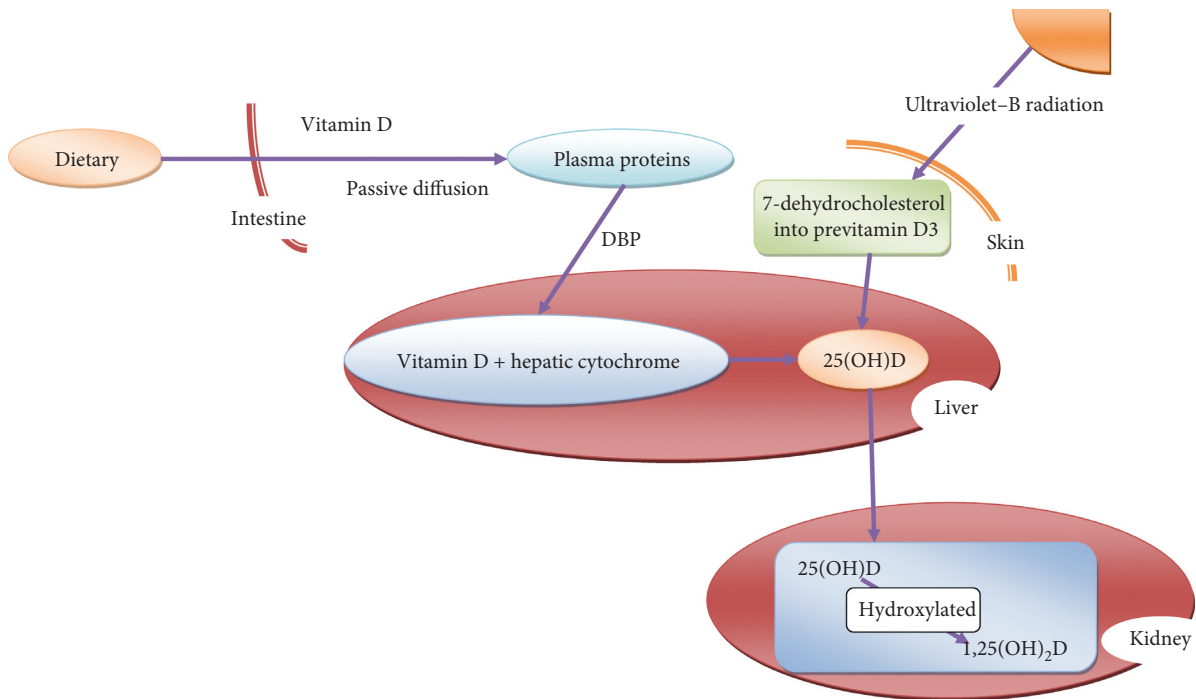 Ultraviolet–B radiation
Vitamin D
Dietary
Plasma proteins
Passive diffusion
Intestine
7-dehydrocholesterol
into previtamin D3
Skin
DBP
Vitamin D + hepatic cytochrome
25(OH)D
Liver
25(OH)D
Hydroxylated
1,25(OH)₂D
Kidney